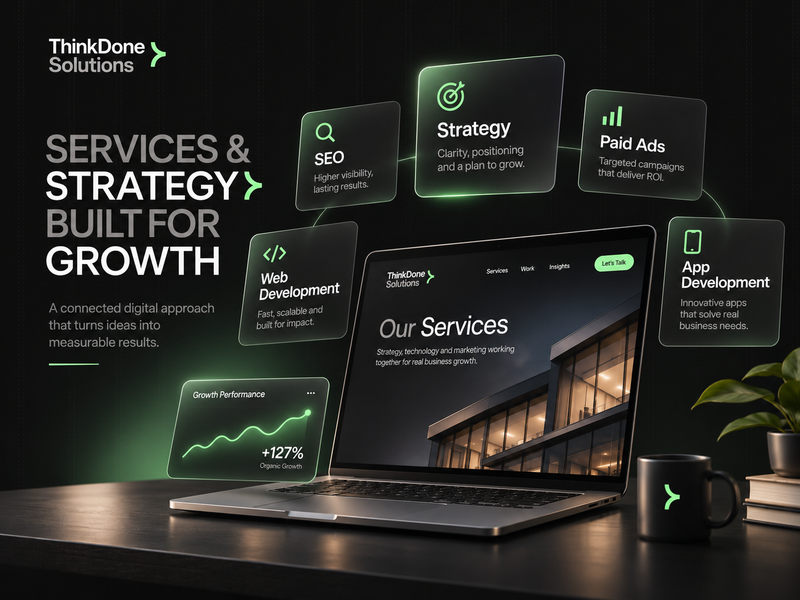 ThinkDone
Solutions
SERVICES &
STRATEGY
BUILT FOR
GROWTH
A connected digital approach
that turns ideas into
measurable results.
SEO
Higher visibility,
lasting results.
Strategy
Clarity, positioning
and a plan to grow.
Paid Ads
Targeted campaigns
that deliver ROI.
</>
Web
Development
Fast, scalable and
built for impact.
App
Development
Innovative apps
that solve real
business needs.
Growth Performance
+127%
Organic Growth
ThinkDone
Solutions
Services Work Insights
Let's Talk
Our Services
Strategy, technology and marketing working
together for real business growth.